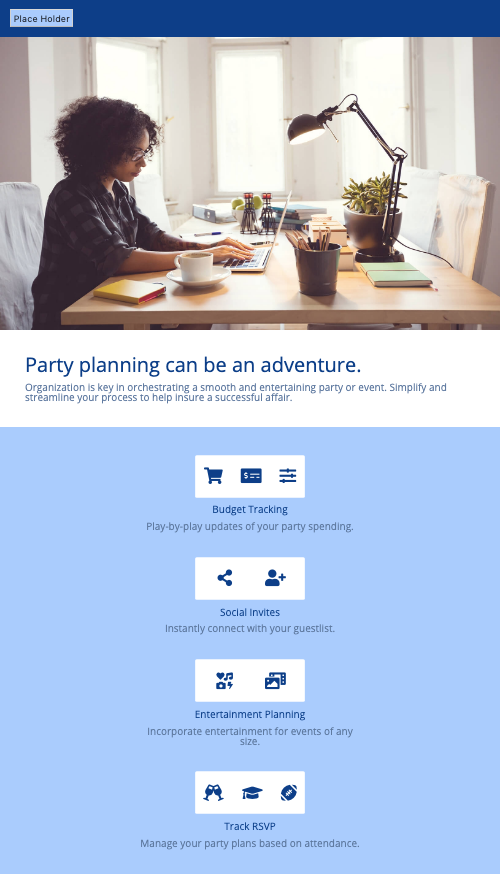 Place Holder
Party planning can be an adventure.
Organization is key in orchestrating a smooth and entertaining party or event. Simplify and
streamline your process to help insure a successful affair.
Budget Tracking
Play-by-play updates of your party spending.
Social Invites
Instantly connect with your guestlist.
Entertainment Planning
Incorporate entertainment for events of any
size.
Track RSVP
Manage your party plans based on attendance.